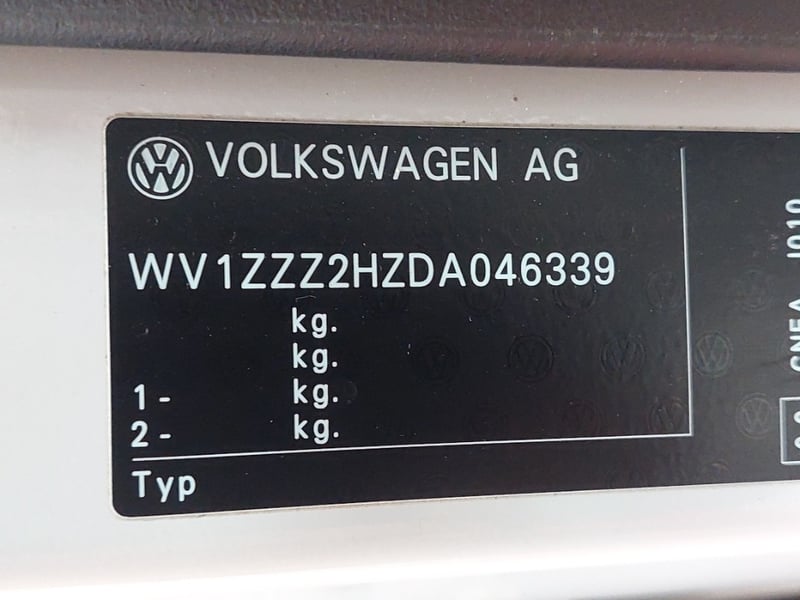 VOLKSWAGEN AG
WV1ZZZ2HZDA046339
kg.
kg.
1- kg.
2- kg.
Typ